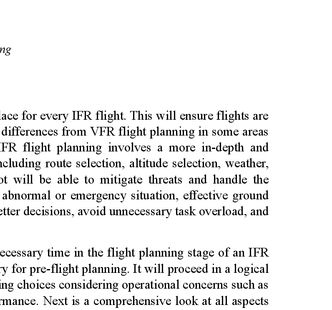 ng
lace for every IFR flight. This will ensure flights are
differences from VFR flight planning in some areas
IFR flight planning involves a more in-depth and
ncluding route selection, altitude selection, weather,
ot will be able to mitigate threats and handle the
abnormal or emergency situation, effective ground
etter decisions, avoid unnecessary task overload, and
ecessary time in the flight planning stage of an IFR
y for pre-flight planning. It will proceed in a logical
ing choices considering operational concerns such as
rmance. Next is a comprehensive look at all aspects